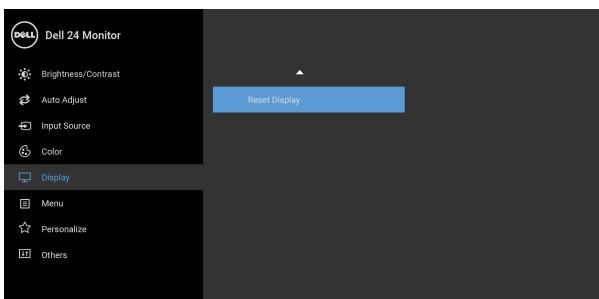 DELL
Dell 24 Monitor
Brightness/Contrast
Auto Adjust
Reset Display
Input Source
Color
Display
Menu
Personalize
Others